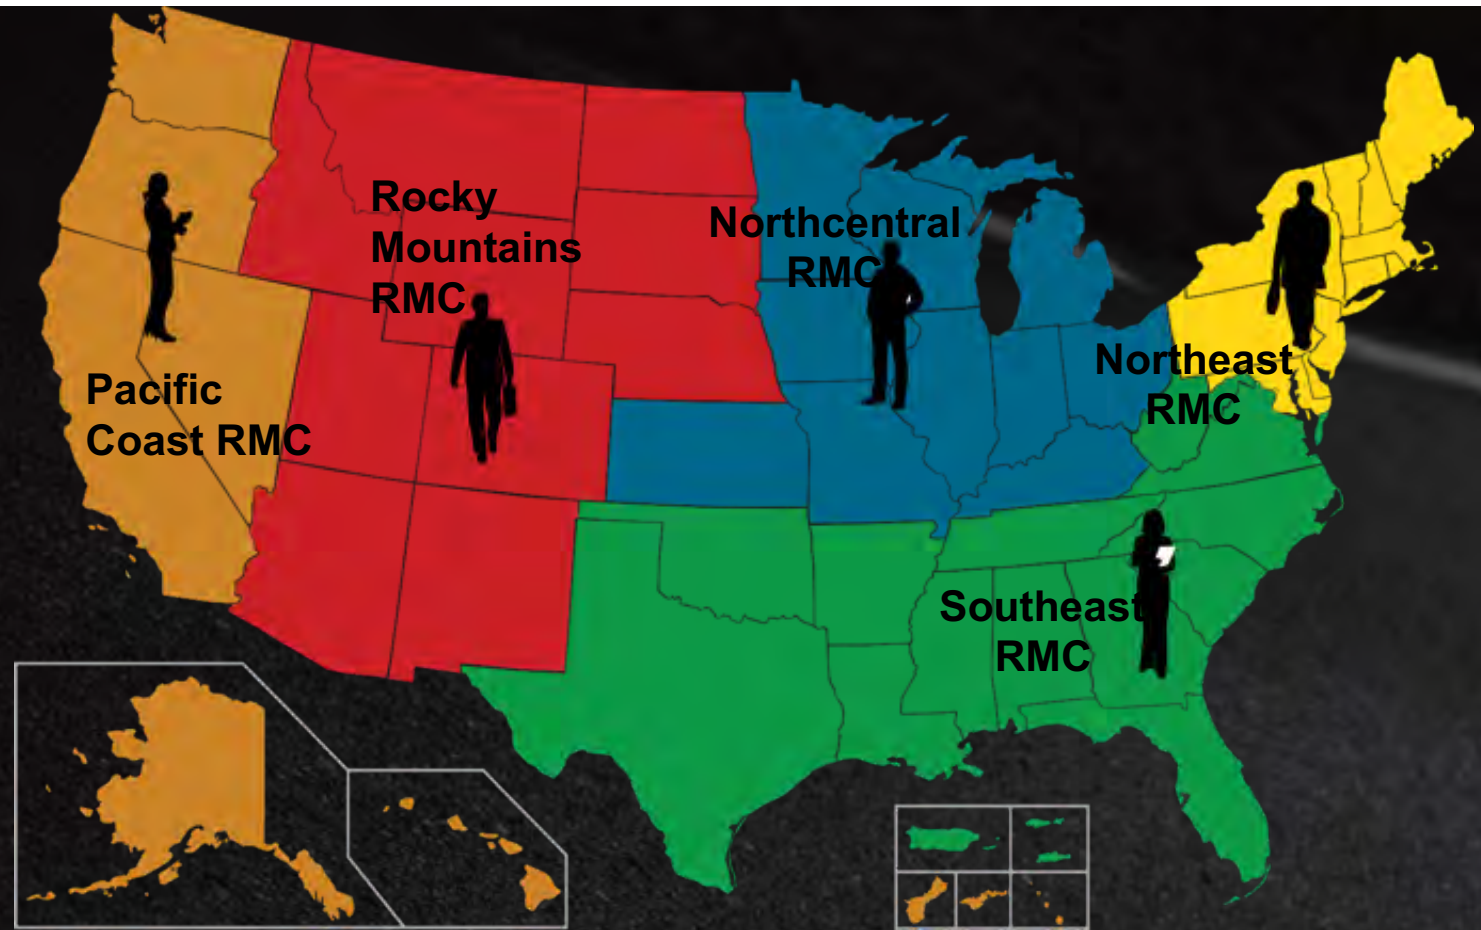 Rocky
Mountains
RMC
Northcentral
RMC
Pacific
Coast RMC
Northeast
RMC
Southeast
RMC